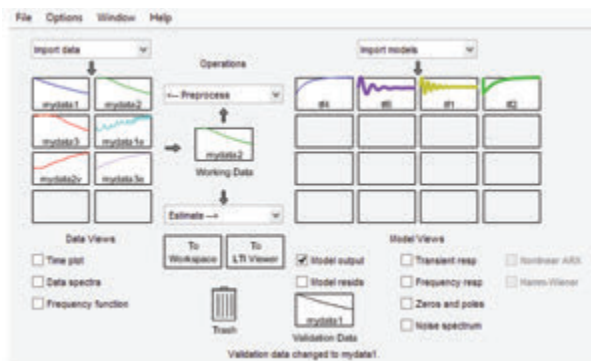 File Options Window Help
Import data
Operations
Import models
<--- Preprocess
mydata1
mydata2
mydata3
mydata1e
mydata2v
mydata3e
mydata2
Working Data
Estimate --->
tf4
tf1
tf2
Data Views
Time plot
Data spectra
Frequency function
To Workspace
To LTI Viewer
Trash
Model Views
Model output
Model resids
Transient resp
Frequency resp
Zeros and poles
Noise spectrum
Nonlinear ARX
Hamm-Wiener
mydata1
Validation Data
Validation data changed to mydata1.